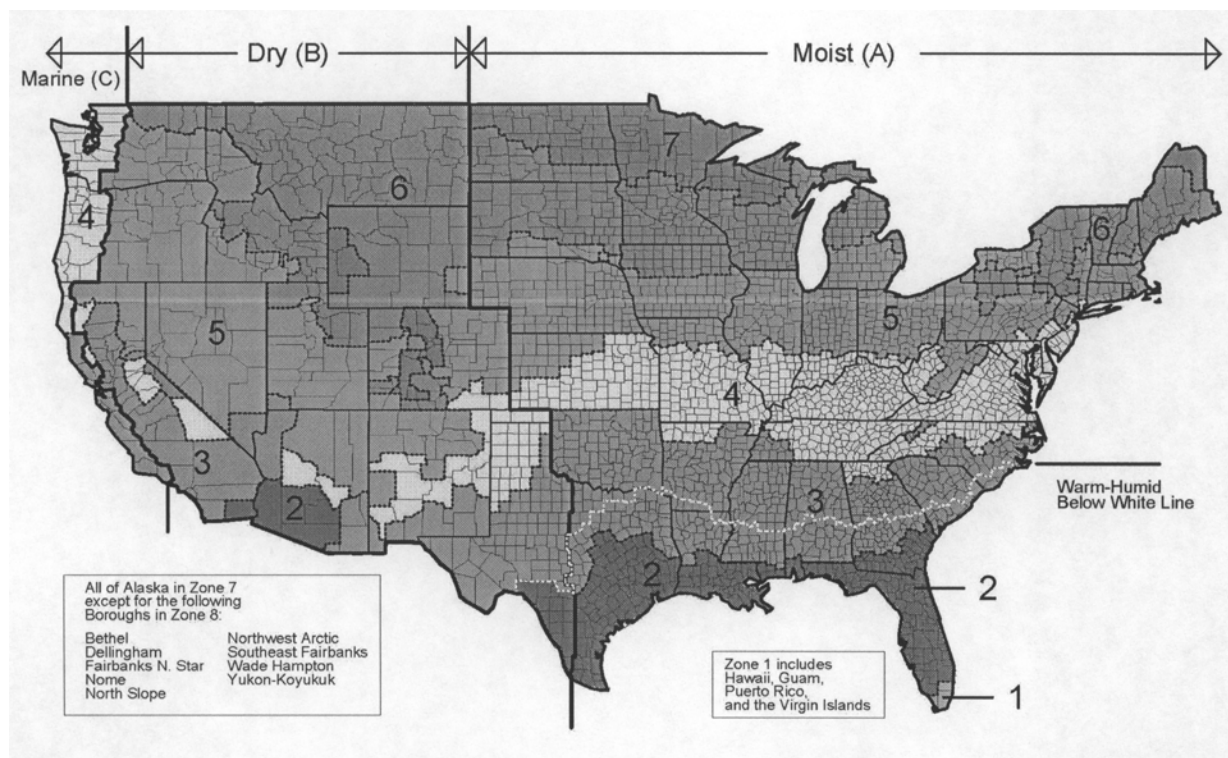 Marine (C)
Dry (B)
Moist (A)
7
6
4
6
5
5
4
3
3
2
2
2
1
Warm-Humid
Below White Line
All of Alaska in Zone 7
except for the following
Boroughs in Zone 8:
Bethel
Dellingham
Fairbanks N. Star
Nome
North Slope
Northwest Arctic
Southeast Fairbanks
Wade Hampton
Yukon-Koyukuk
Zone 1 includes
Hawaii, Guam,
Puerto Rico,
and the Virgin Islands